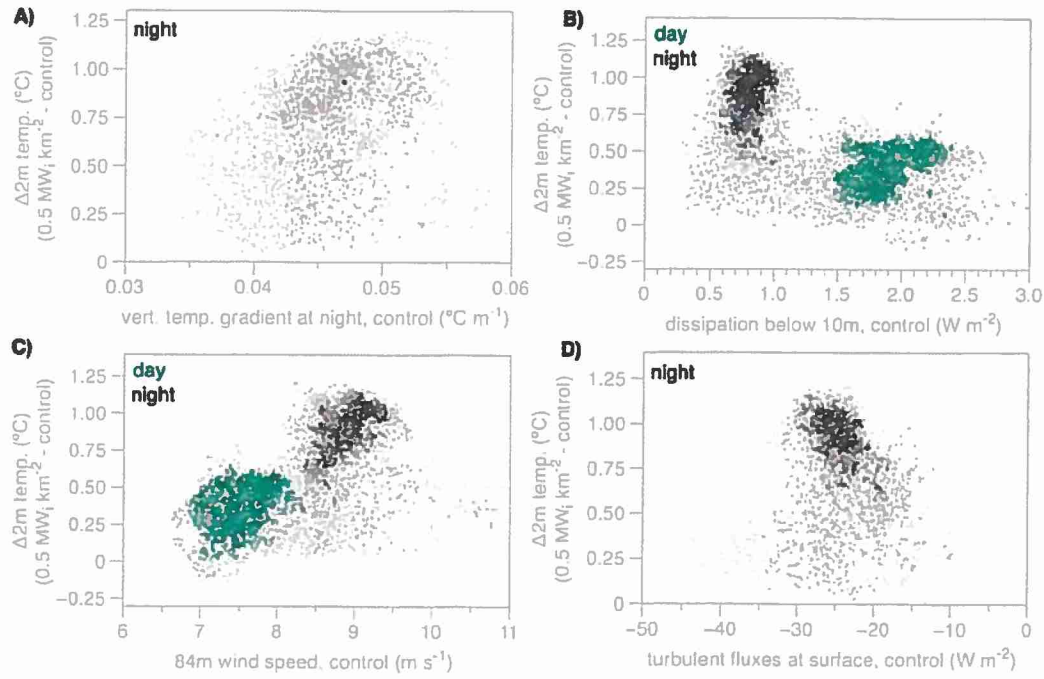 A)
night
1.25
1.00
0.75
0.50
0.25
0
0.03
0.04
0.05
0.06
Δ2m temp. (°C)
(0.5 MWᵢ km⁻² - control)
vert. temp. gradient at night, control (°C m⁻¹)
B)
day
night
1.25
1.00
0.75
0.50
0.25
0
−0.25
0
0.5
1.0
1.5
2.0
2.5
3.0
Δ2m temp. (°C)
(0.5 MWᵢ km⁻² - control)
dissipation below 10m, control (W m⁻²)
C)
day
night
1.25
1.00
0.75
0.50
0.25
0
−0.25
6
7
8
9
10
11
Δ2m temp. (°C)
(0.5 MWᵢ km⁻² - control)
84m wind speed, control (m s⁻¹)
D)
night
1.25
1.00
0.75
0.50
0.25
0
−50
−40
−30
−20
−10
0
Δ2m temp. (°C)
(0.5 MWᵢ km⁻² - control)
turbulent fluxes at surface, control (W m⁻²)